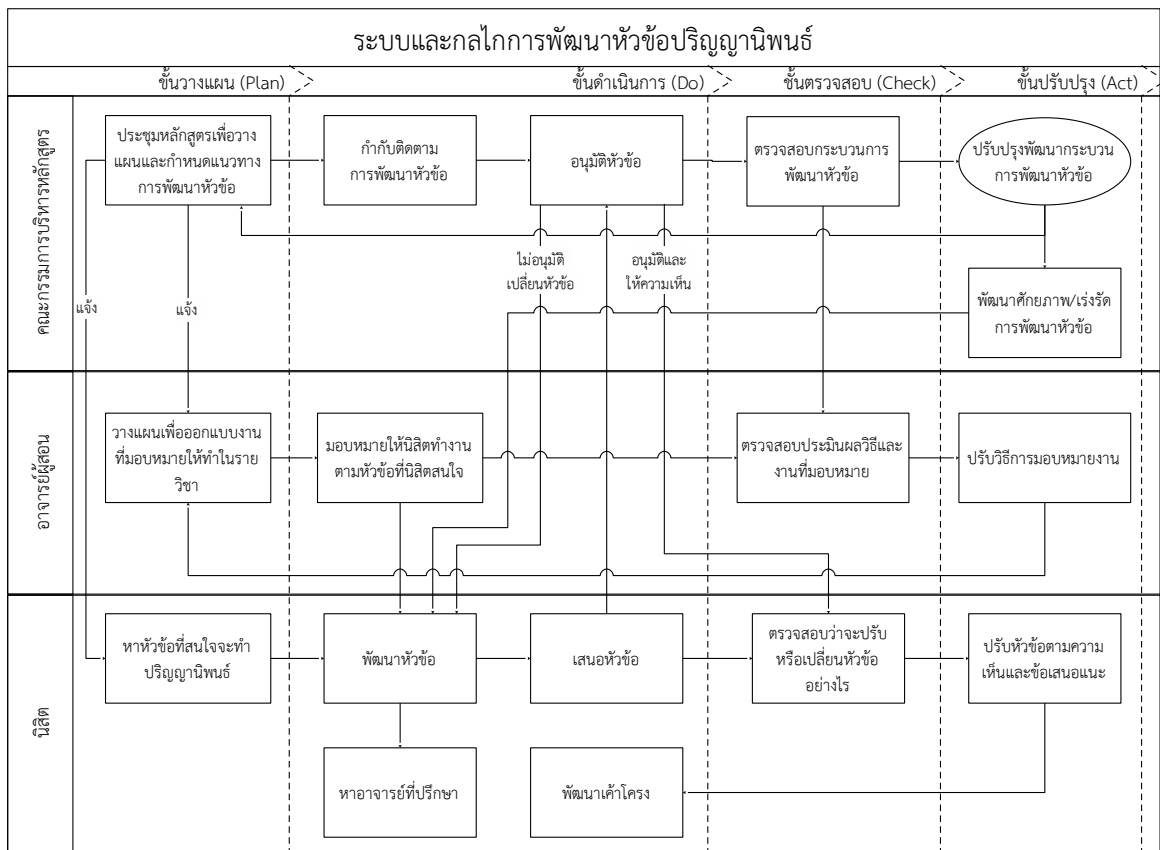 ระบบและกลไกการพัฒนาหัวข้อปริญญานิพนธ์
ขั้นวางแผน (Plan)
ขั้นดำเนินการ (Do)
ขั้นตรวจสอบ (Check)
ขั้นปรับปรุง (Act)
คณะกรรมการบริหารหลักสูตร
ประชุมหลักสูตรเพื่อวาง
แผนและกำหนดแนวทาง
การพัฒนาหัวข้อ
กำกับติดตาม
การพัฒนาหัวข้อ
อนุมัติหัวข้อ
ตรวจสอบกระบวนการ
พัฒนาหัวข้อ
ปรับปรุงพัฒนากระบวน
การพัฒนาหัวข้อ
ไม่อนุมัติ
เปลี่ยนหัวข้อ
อนุมัติและ
ให้ความเห็น
แจ้ง
แจ้ง
พัฒนาศักยภาพ/เร่งรัด
การพัฒนาหัวข้อ
อาจารย์ผู้สอน
วางแผนเพื่อออกแบบงาน
ที่มอบหมายให้ทำในราย
วิชา
มอบหมายให้นิสิตทำงาน
ตามหัวข้อที่นิสิตสนใจ
ตรวจสอบประมินผลวิธีและ
งานที่มอบหมาย
ปรับวิธีการมอบหมายงาน
นิสิต
หาหัวข้อที่สนใจจะทำ
ปริญญานิพนธ์
พัฒนาหัวข้อ
เสนอหัวข้อ
ตรวจสอบว่าจะปรับ
หรือเปลี่ยนหัวข้อ
อย่างไร
ปรับหัวข้อตามความ
เห็นและข้อเสนอแนะ
หาอาจารย์ที่ปรึกษา
พัฒนาเค้าโครง